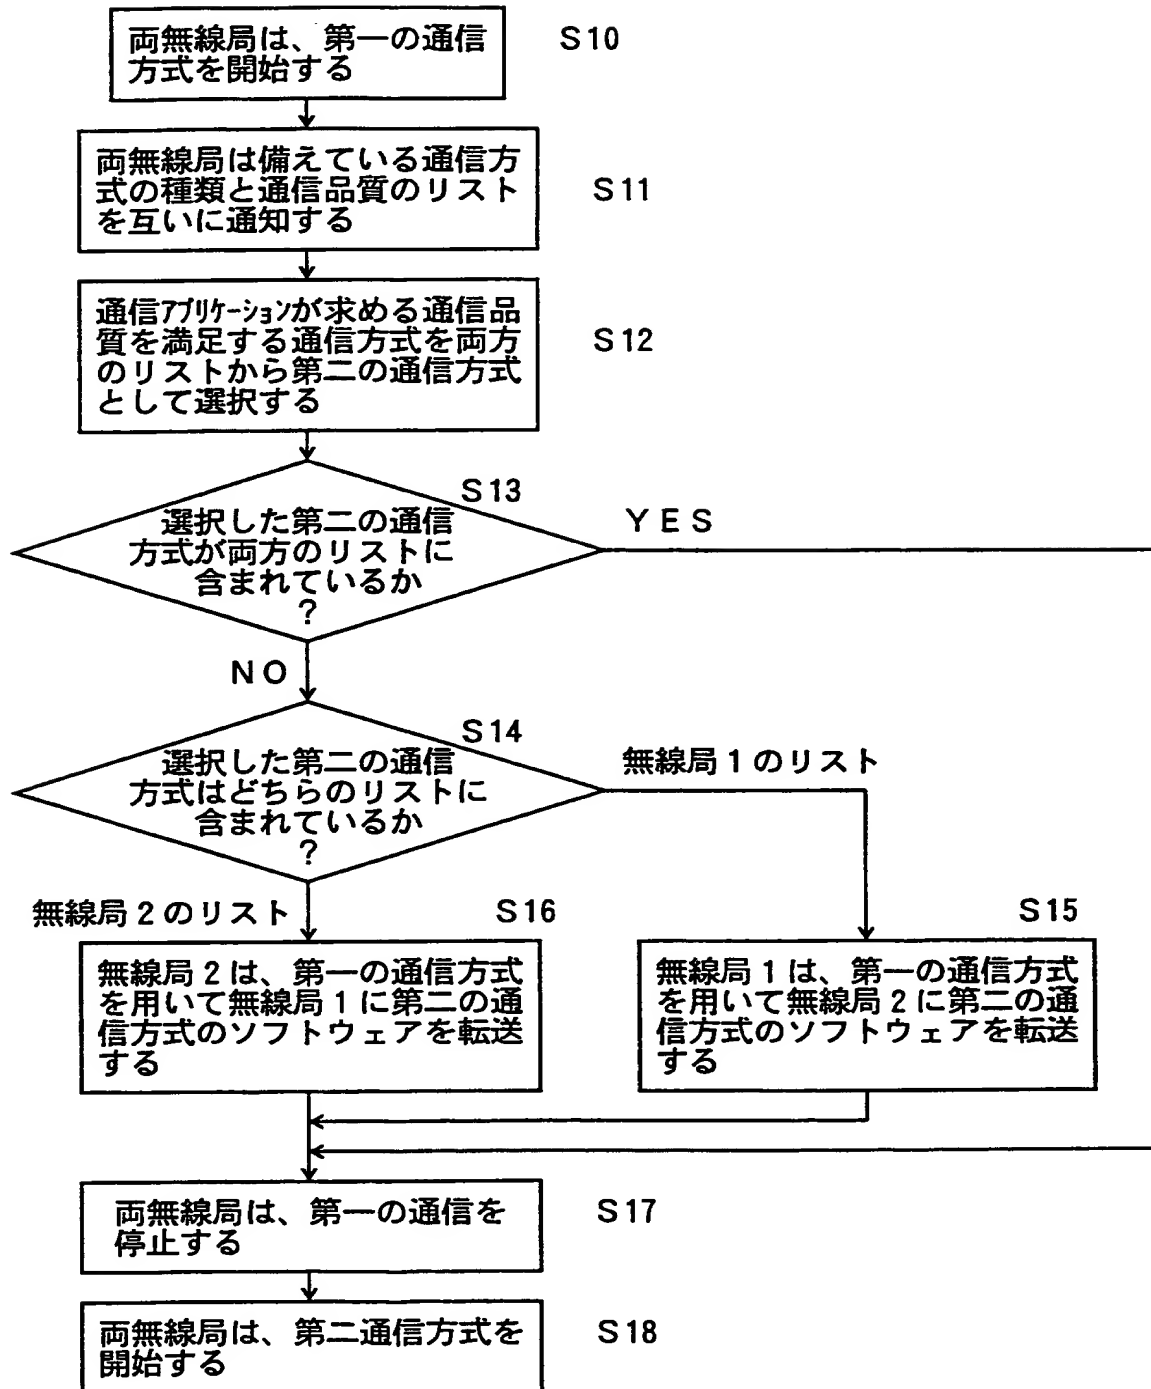 両無線局は、第一の通信
方式を開始する
S10
両無線局は備えている通信方
式の種類と通信品質のリスト
を互いに通知する
S11
通信ｱﾌﾟﾘｹｰｼｮﾝが求める通信品
質を満足する通信方式を両方
のリストから第二の通信方式
として選択する
S12
S13
選択した第二の通信
方式が両方のリストに
含まれているか
?
YES
NO
S14
選択した第二の通信
方式はどちらのリストに
含まれているか
?
無線局1のリスト
無線局2のリスト
S16
S15
無線局2は、第一の通信方式
を用いて無線局1に第二の通
信方式のソフトウェアを転送
する
無線局1は、第一の通信方式
を用いて無線局2に第二の通
信方式のソフトウェアを転送
する
両無線局は、第一の通信を
停止する
S17
両無線局は、第二通信方式を
開始する
S18